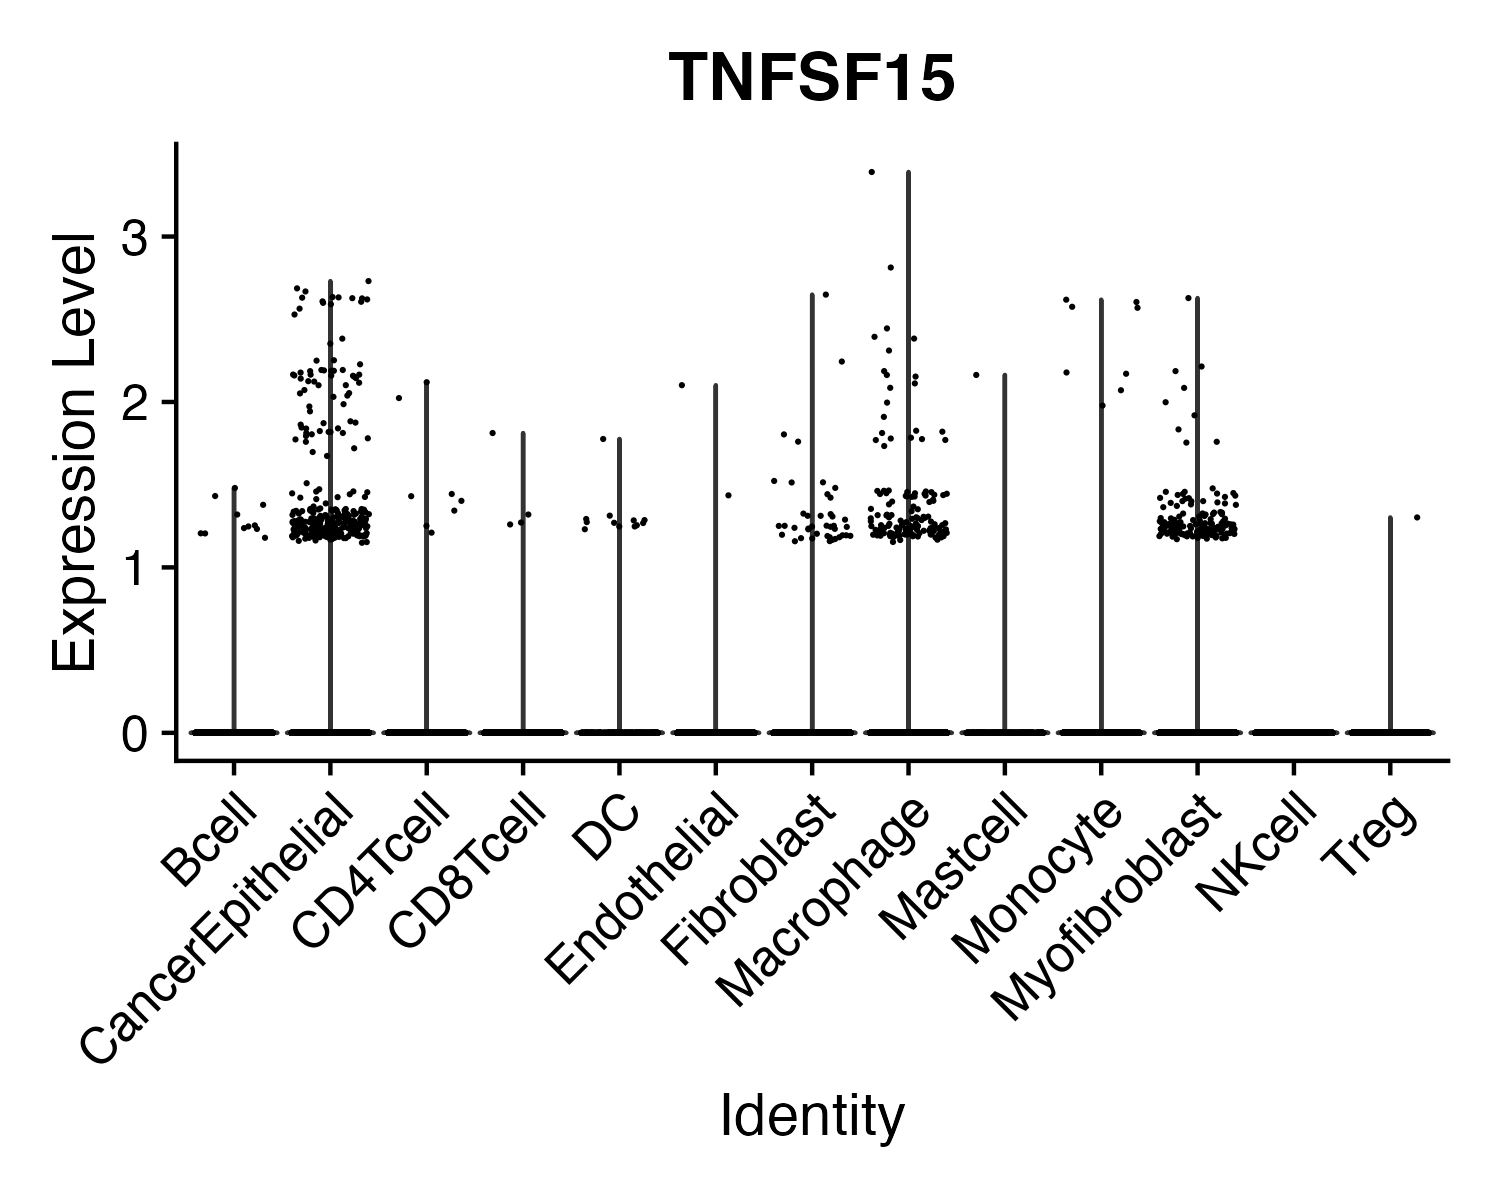 TNFSF15
Expression Level
3
2
1
0
Bcell
CancerEpithelial
CD4Tcell
CD8Tcell
DC
Endothelial
Fibroblast
Macrophage
Mastcell
Monocyte
Myofibroblast
NKcell
Treg
Identity